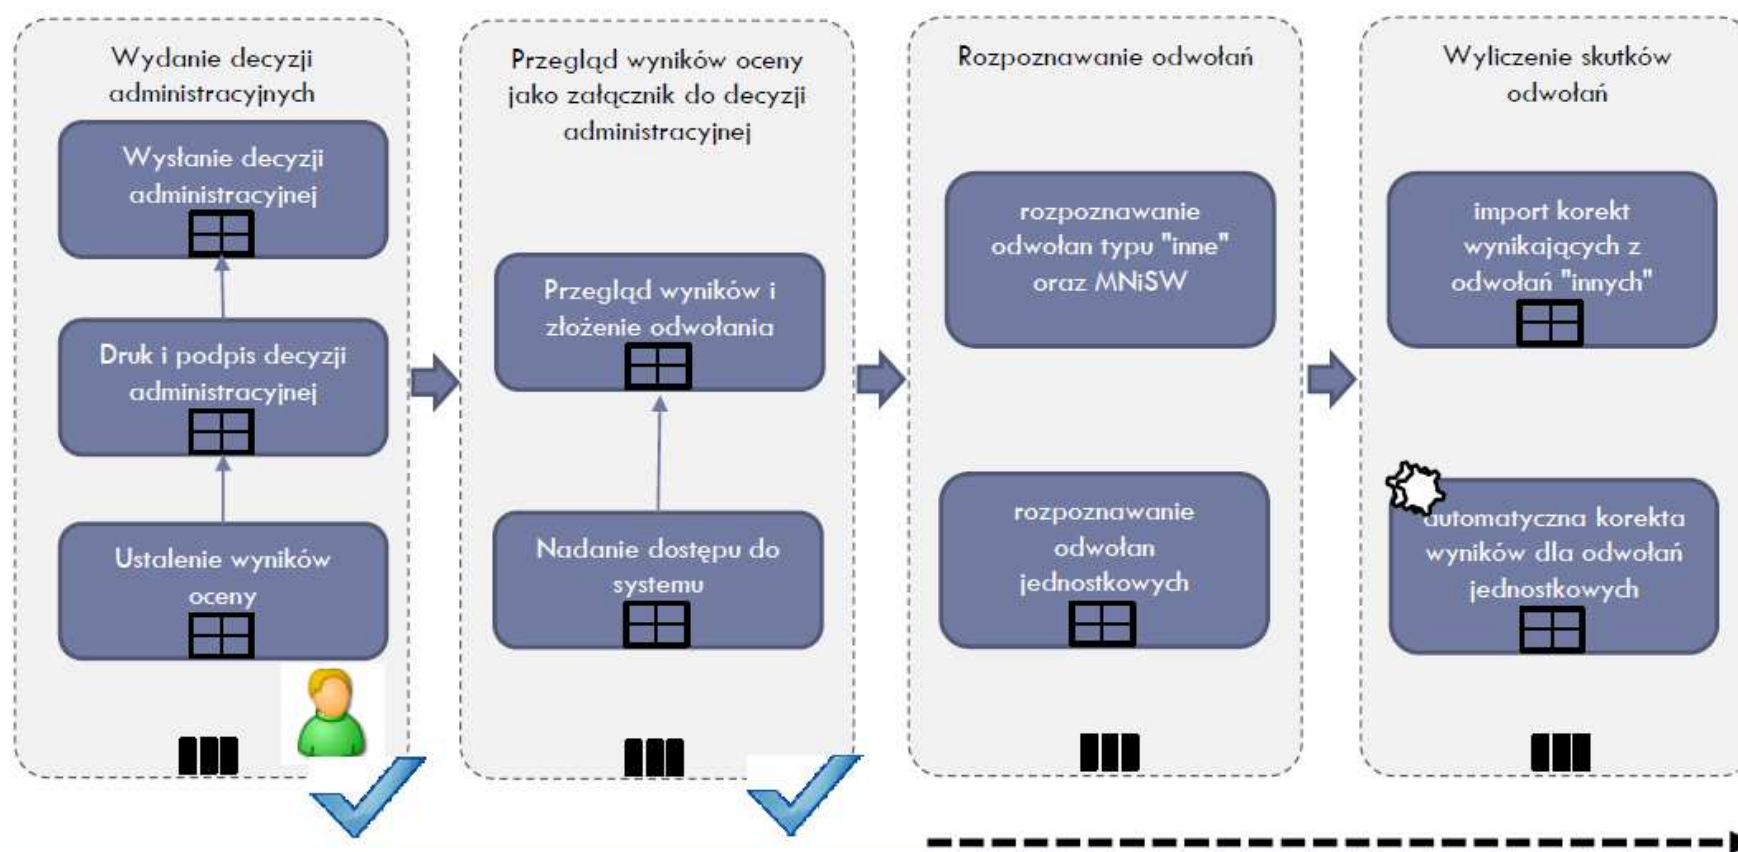 Wydanie decyzji
administracyjnych
Wysłanie decyzji
administracyjnej
Druk i podpis decyzji
administracyjnej
Ustalenie wyników
oceny
Przegląd wyników oceny
jako załącznik do decyzji
administracyjnej
Przegląd wyników i
złożenie odwołania
Nadanie dostępu do
systemu
Rozpoznawanie odwołań
rozpoznawanie
odwołan typu "inne"
oraz MNiSW
rozpoznawanie
odwołan
jednostkowych
Wyliczenie skutków
odwołań
import korekt
wynikających z
odwołań "innych"
automatyczna korekta
wyników dla odwołań
jednostkowych